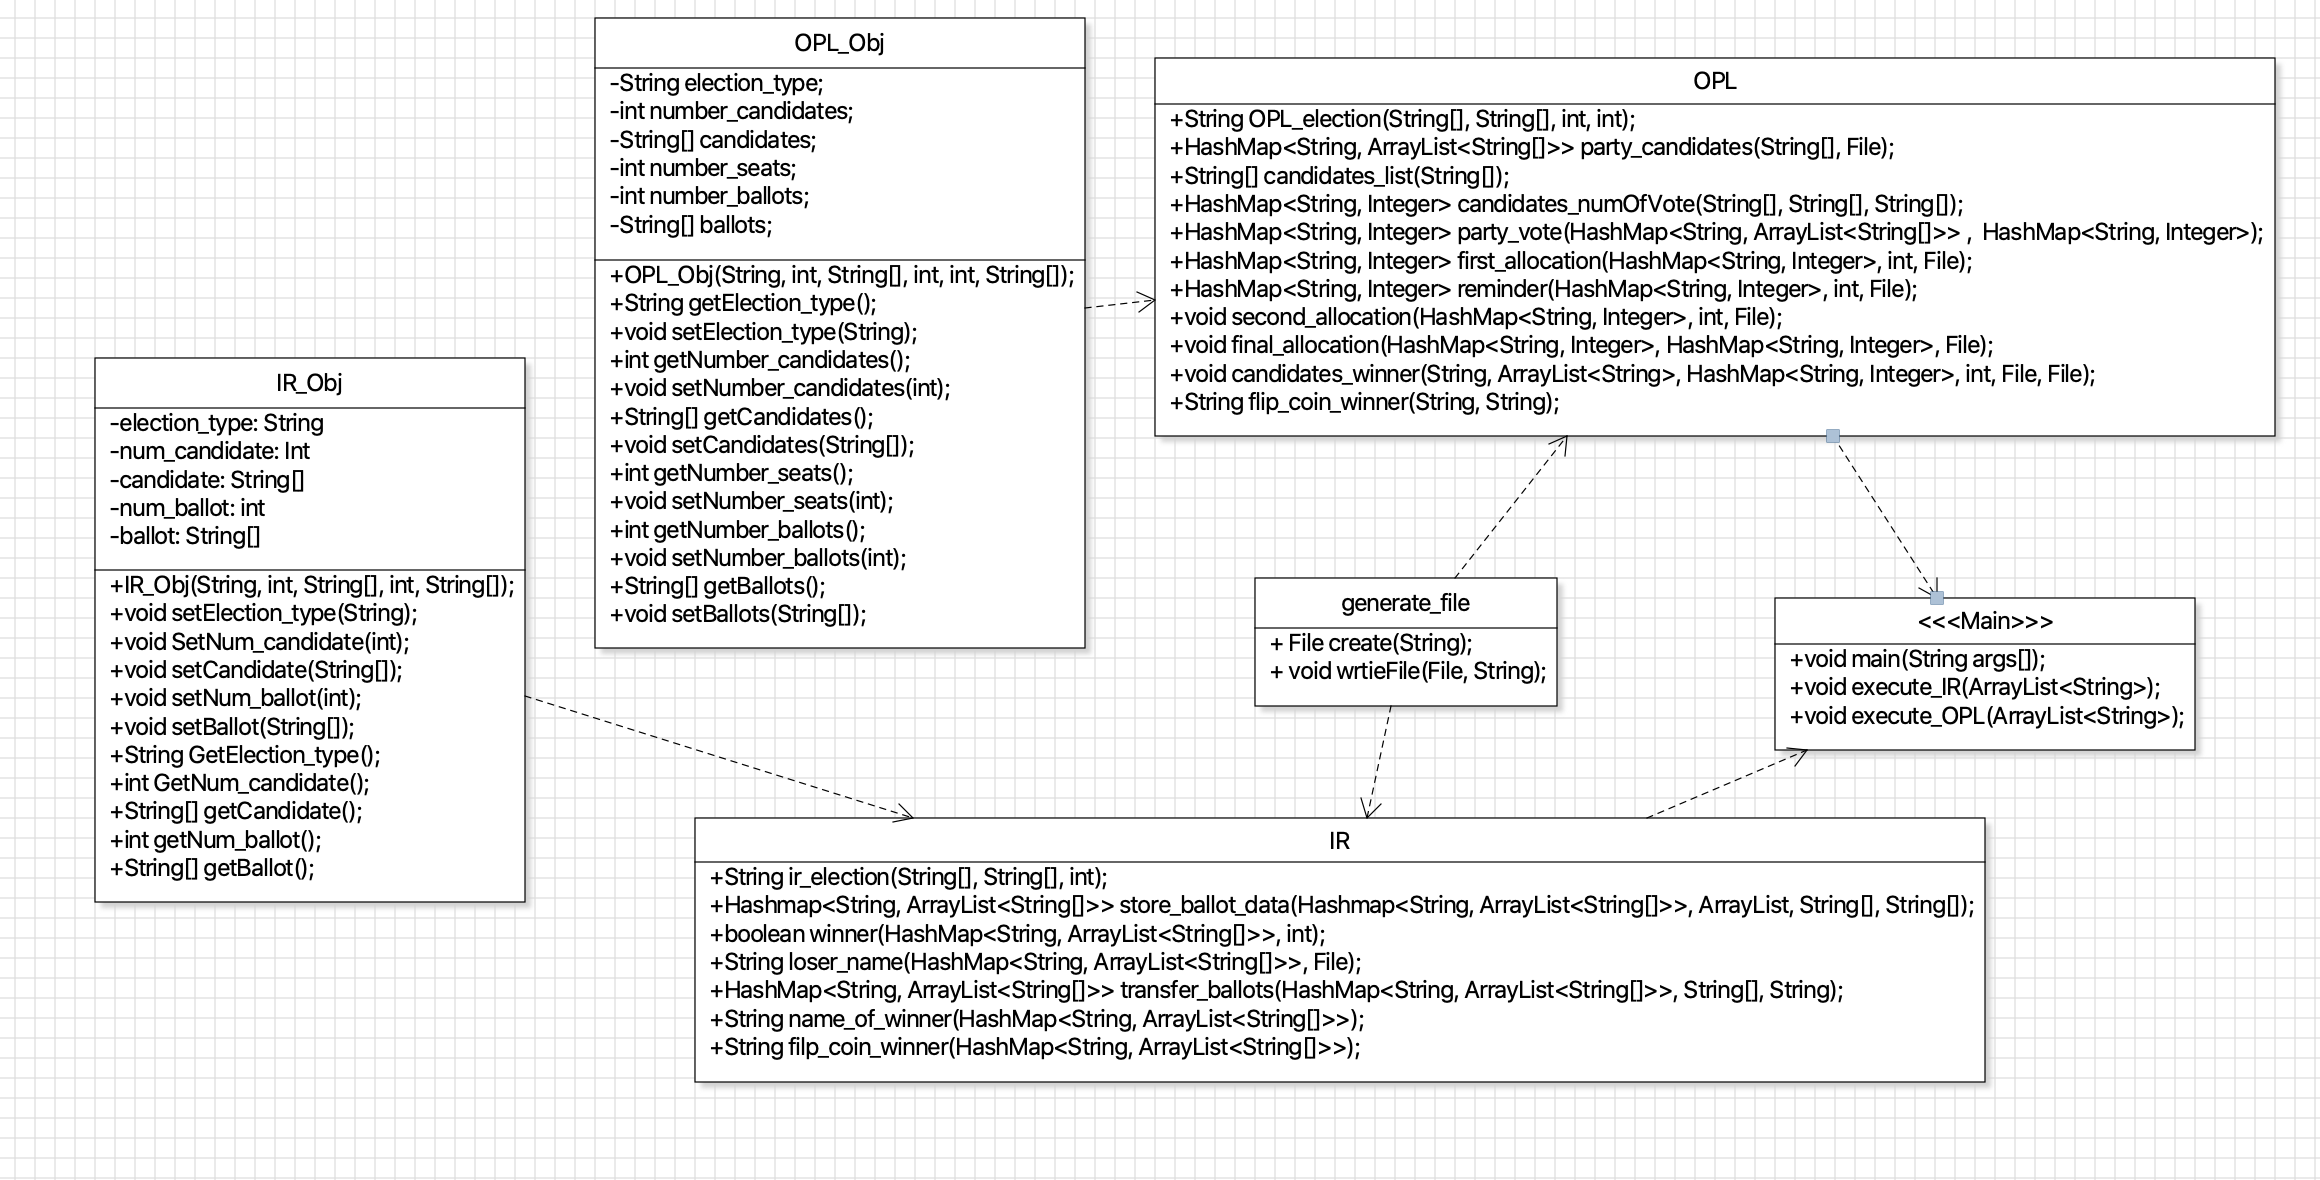 OPL_Obj
-String election_type;
-int number_candidates;
-String[] candidates;
-int number_seats;
-int number_ballots;
-String[] ballots;
+OPL_Obj(String, int, String[], int, int, String[]);
+String getElection_type();
+void setElection_type(String);
+int getNumber_candidates();
+void setNumber_candidates(int);
+String[] getCandidates();
+void setCandidates(String[]);
+int getNumber_seats();
+void setNumber_seats(int);
+int getNumber_ballots();
+void setNumber_ballots(int);
+String[] getBallots();
+void setBallots(String[]);
OPL
+String OPL_election(String[], String[], int, int);
+HashMap<String, ArrayList<String[]>> party_candidates(String[], File);
+String[] candidates_list(String[]);
+HashMap<String, Integer> candidates_numOfVote(String[], String[], String[]);
+HashMap<String, Integer> party_vote(HashMap<String, ArrayList<String[]>> ,  HashMap<String, Integer>);
+HashMap<String, Integer> first_allocation(HashMap<String, Integer>, int, File);
+HashMap<String, Integer> reminder(HashMap<String, Integer>, int, File);
+void second_allocation(HashMap<String, Integer>, int, File);
+void final_allocation(HashMap<String, Integer>, HashMap<String, Integer>, File);
+void candidates_winner(String, ArrayList<String>, HashMap<String, Integer>, int, File, File);
+String flip_coin_winner(String, String);
IR_Obj
-election_type: String
-num_candidate: Int
-candidate: String[]
-num_ballot: int
-ballot: String[]
+IR_Obj(String, int, String[], int, String[]);
+void setElection_type(String);
+void SetNum_candidate(int);
+void setCandidate(String[]);
+void setNum_ballot(int);
+void setBallot(String[]);
+String GetElection_type();
+int GetNum_candidate();
+String[] getCandidate();
+int getNum_ballot();
+String[] getBallot();
generate_file
+ File create(String);
+ void wrtieFile(File, String);
<<<Main>>>
+void main(String args[]);
+void execute_IR(ArrayList<String>);
+void execute_OPL(ArrayList<String>);
IR
+String ir_election(String[], String[], int);
+Hashmap<String, ArrayList<String[]>> store_ballot_data(Hashmap<String, ArrayList<String[]>>, ArrayList, String[], String[]);
+boolean winner(HashMap<String, ArrayList<String[]>>, int);
+String loser_name(HashMap<String, ArrayList<String[]>>, File);
+HashMap<String, ArrayList<String[]>> transfer_ballots(HashMap<String, ArrayList<String[]>>, String[], String);
+String name_of_winner(HashMap<String, ArrayList<String[]>>);
+String filp_coin_winner(HashMap<String, ArrayList<String[]>>);